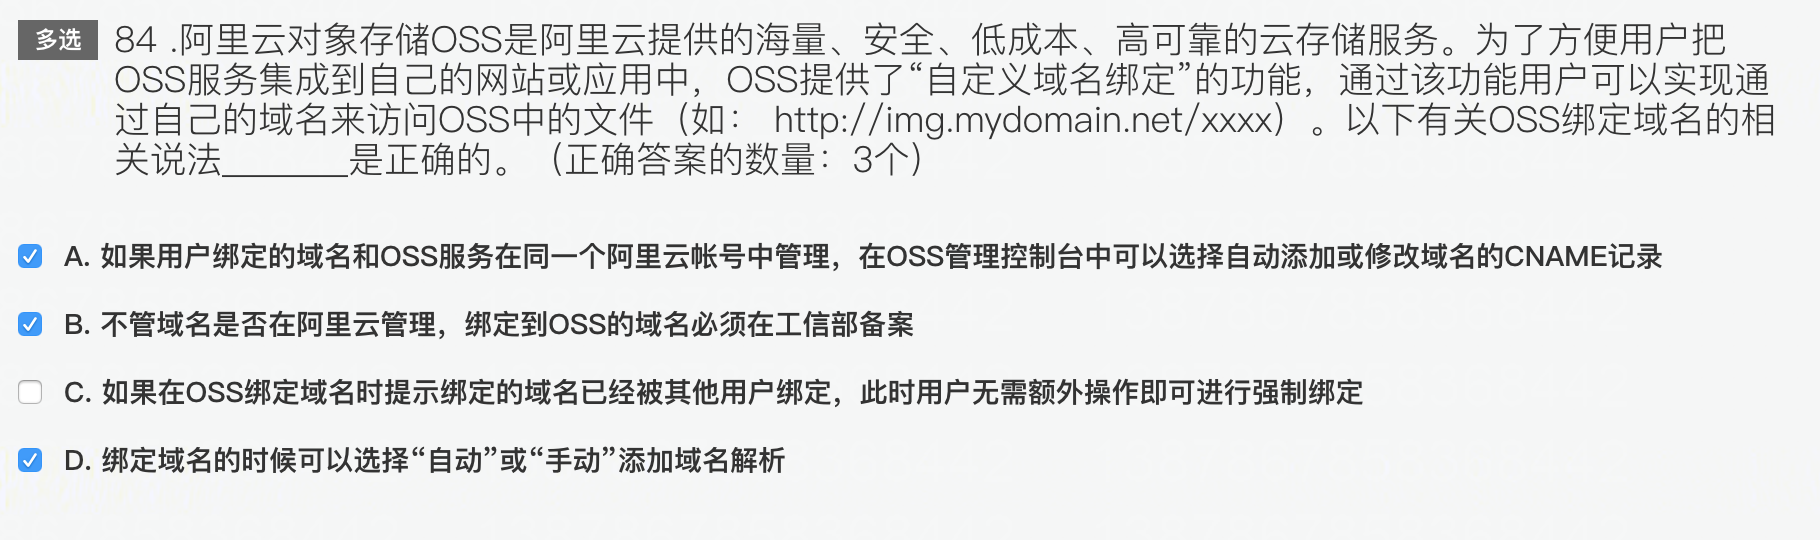 多选 84 .阿里云对象存储OSS是阿里云提供的海量、安全、低成本、高可靠的云存储服务。为了方便用户把
OSS服务集成到自己的网站或应用中，OSS提供了“自定义域名绑定”的功能，通过该功能用户可以实现通
过自己的域名来访问OSS中的文件（如： http://img.mydomain.net/xxxx）。以下有关OSS绑定域名的相
关说法_______是正确的。（正确答案的数量：3个）
A. 如果用户绑定的域名和OSS服务在同一个阿里云帐号中管理，在OSS管理控制台中可以选择自动添加或修改域名的CNAME记录
B. 不管域名是否在阿里云管理，绑定到OSS的域名必须在工信部备案
C. 如果在OSS绑定域名时提示绑定的域名已经被其他用户绑定，此时用户无需额外操作即可进行强制绑定
D. 绑定域名的时候可以选择“自动”或“手动”添加域名解析